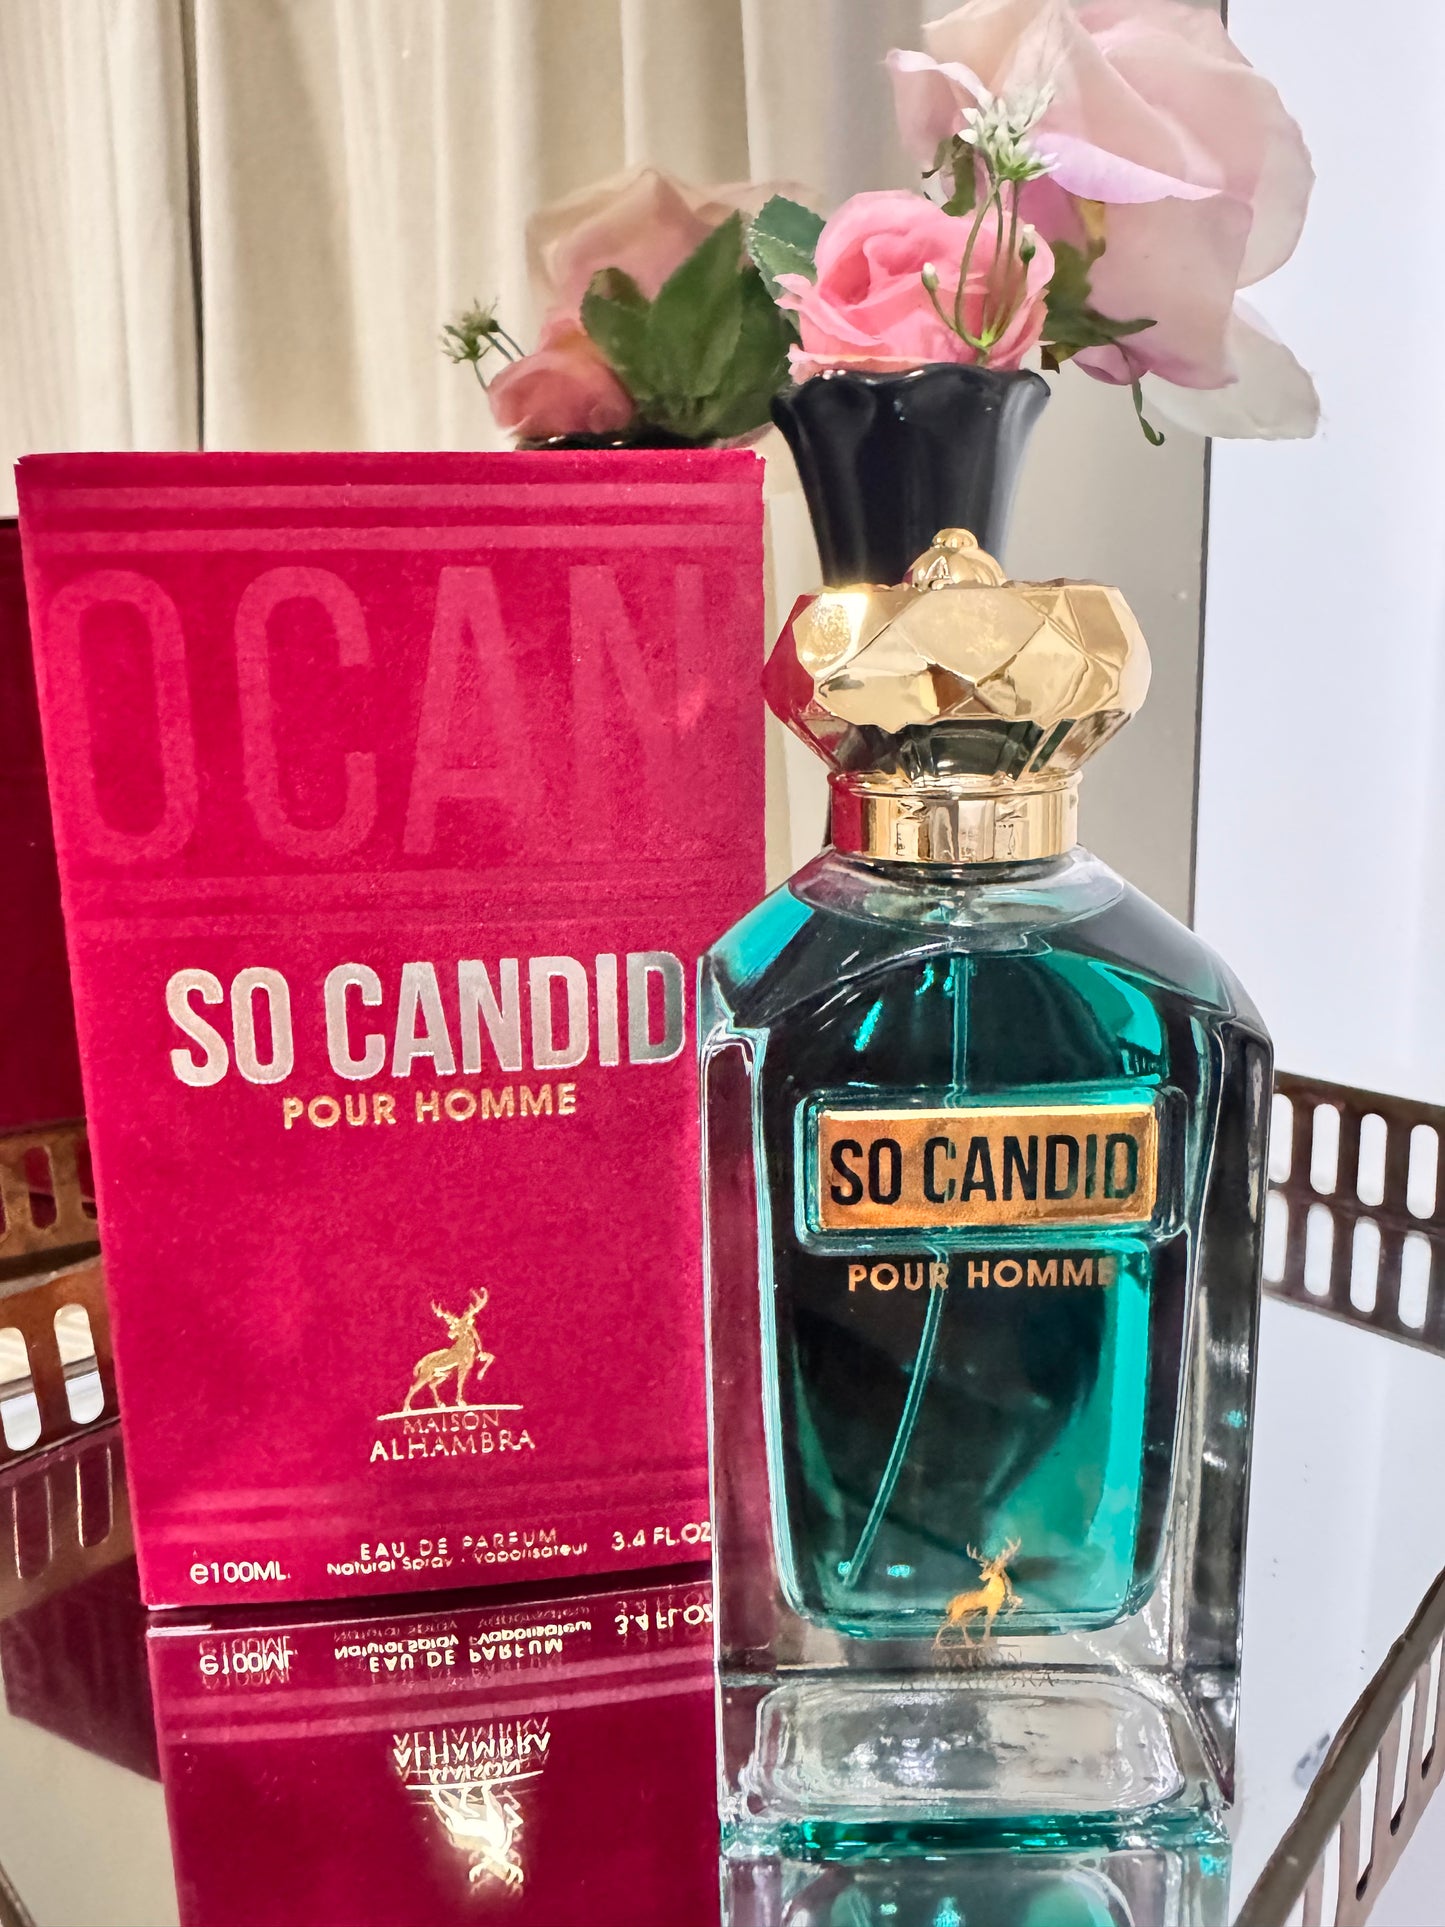 OCAN
SO CANDID
POUR HOMME
MAISON
ALHAMBRA
EAU DE PARFUM
Natural Spray - Vaporisateur
e100ML.
3.4 FL.OZ
A
SO CANDID
POUR HOMME
MAISON
ALHAMBRA